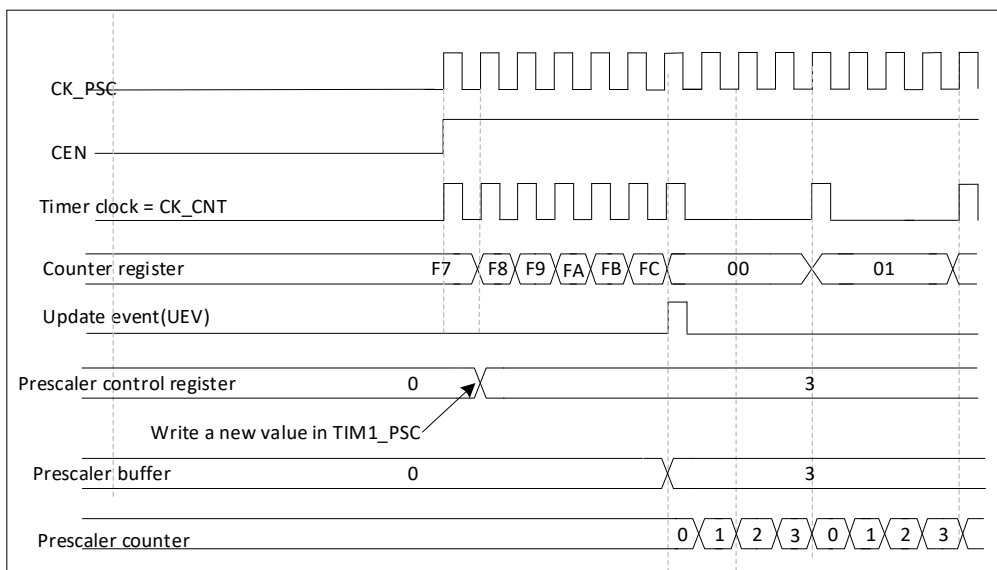 CK_PSC
CEN
Timer clock = CK_CNT
Counter register F7 F8 F9 FA FB FC 00 01
Update event(UEV)
Prescaler control register 0 3
Write a new value in TIM1_PSC
Prescaler buffer 0 3
Prescaler counter 0 1 2 3 0 1 2 3